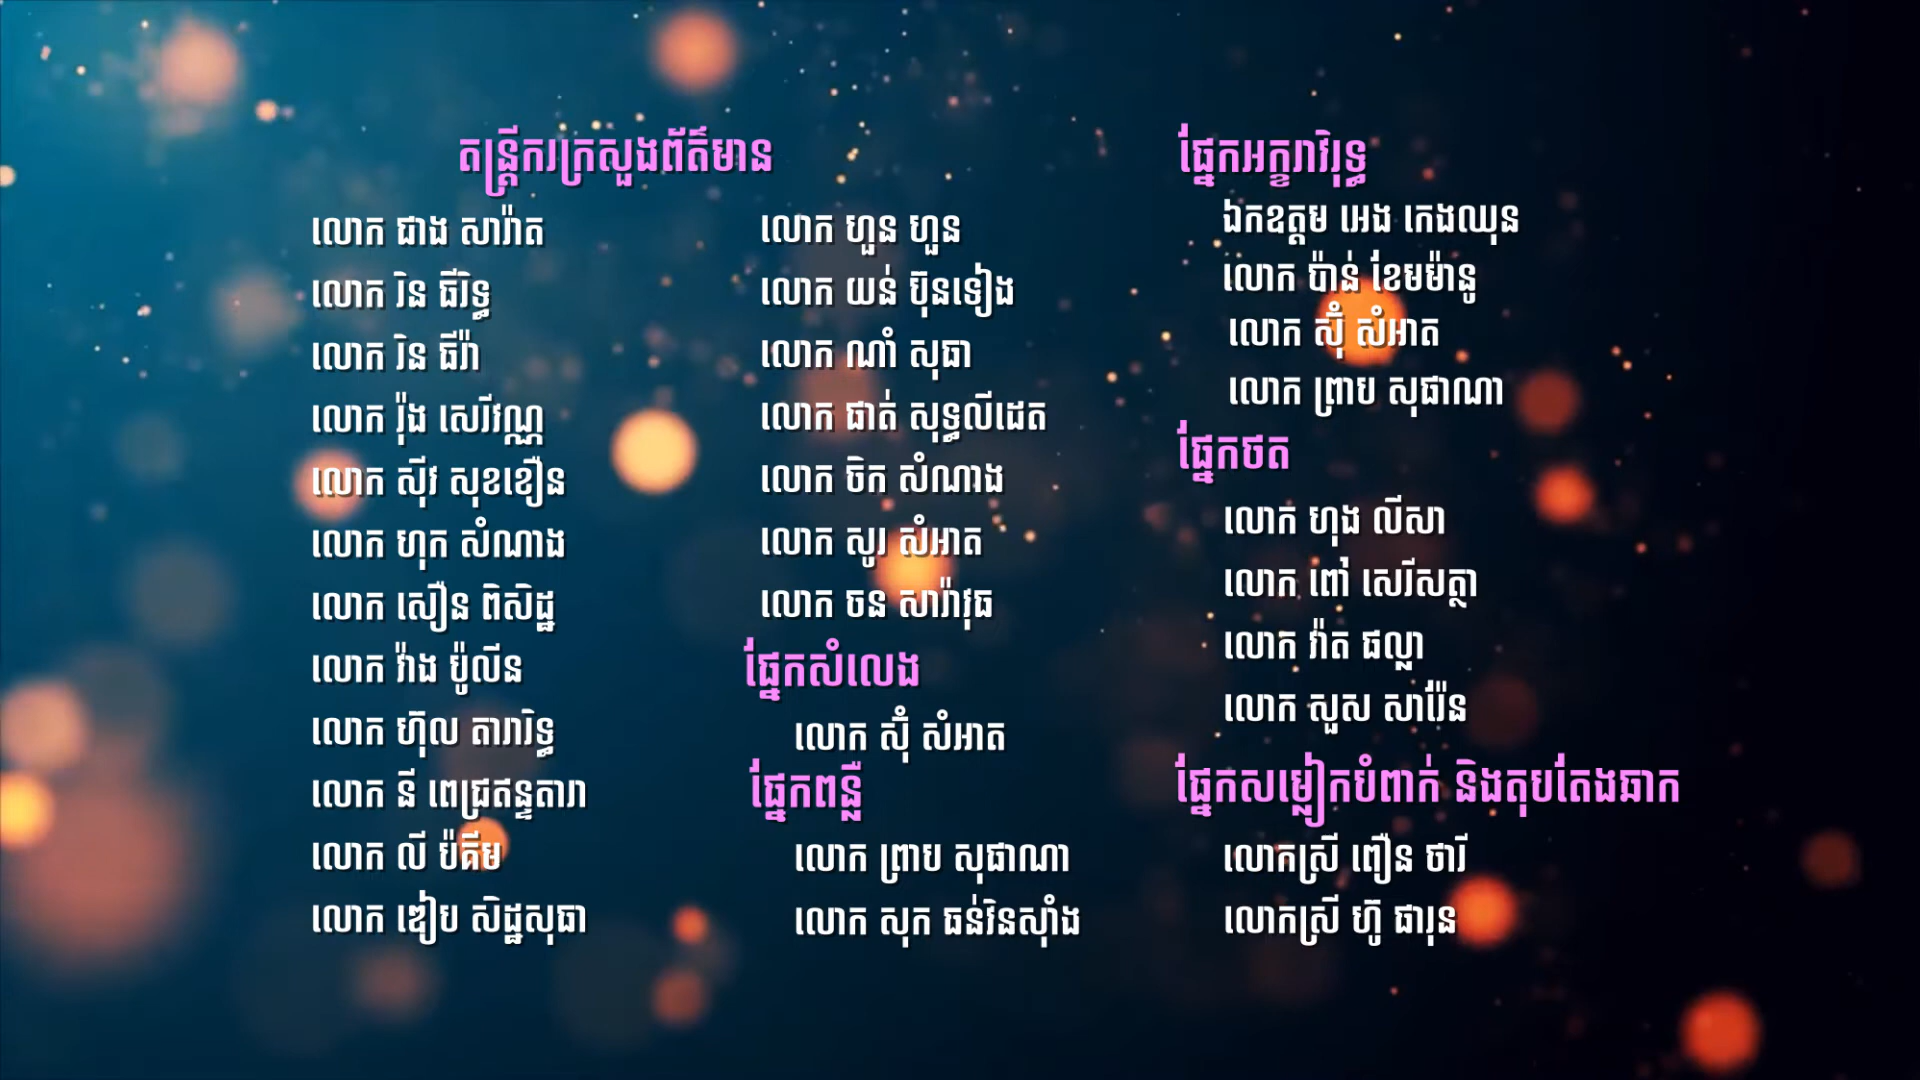 តន្ត្រីករក្រសួងព័ត៌មាន
លោក ជាង សារ៉ាត
លោក រិន ធីរិទ្ធ
លោក រិន ធីរ៉ា
លោក រ៉ុង សេរីវណ្ណ
លោក ស៊ីវ សុខខឿន
លោក ហុក សំណាង
លោក សឿន ពិសិដ្ឋ
លោក វ៉ាង ប៉ូលីន
លោក ហ៊ុល តារារិទ្ធ
លោក នី ពេជ្រឥន្ទតារា
លោក លី ប៉គីម
លោក ឌៀប សិដ្ឋសុធា
លោក ហួន ហួន
លោក យន់ ប៊ុនទៀង
លោក ណាំ សុធា
លោក ផាត់ សុទ្ធលីដេត
លោក ចិក សំណាង
លោក សូរ សំអាត
លោក ចន សារ៉ាវុធ
ផ្នែកសំលេង
លោក ស៊ុំ សំអាត
ផ្នែកពន្លឺ
លោក ព្រាប សុផាណា
លោក សុក ធន់រិនស៊ាំង
ផ្នែកអក្ខរាវិរុទ្ធ
ឯកឧត្តម អេង កេងឈុន
លោក ប៉ាន់ ខែមម៉ានូ
លោក ស៊ុំ សំអាត
លោក ព្រាប សុផាណា
ផ្នែកថត
លោក ហុង លីសា
លោក ពៅ សេរីសត្ថា
លោក វ៉ាត ផល្លា
លោក សួស សារ៉ែន
ផ្នែកសម្លៀកបំពាក់ និងតុបតែងឆាក
លោកស្រី ពឿន ថារី
លោកស្រី ហ៊ូ ផារុន